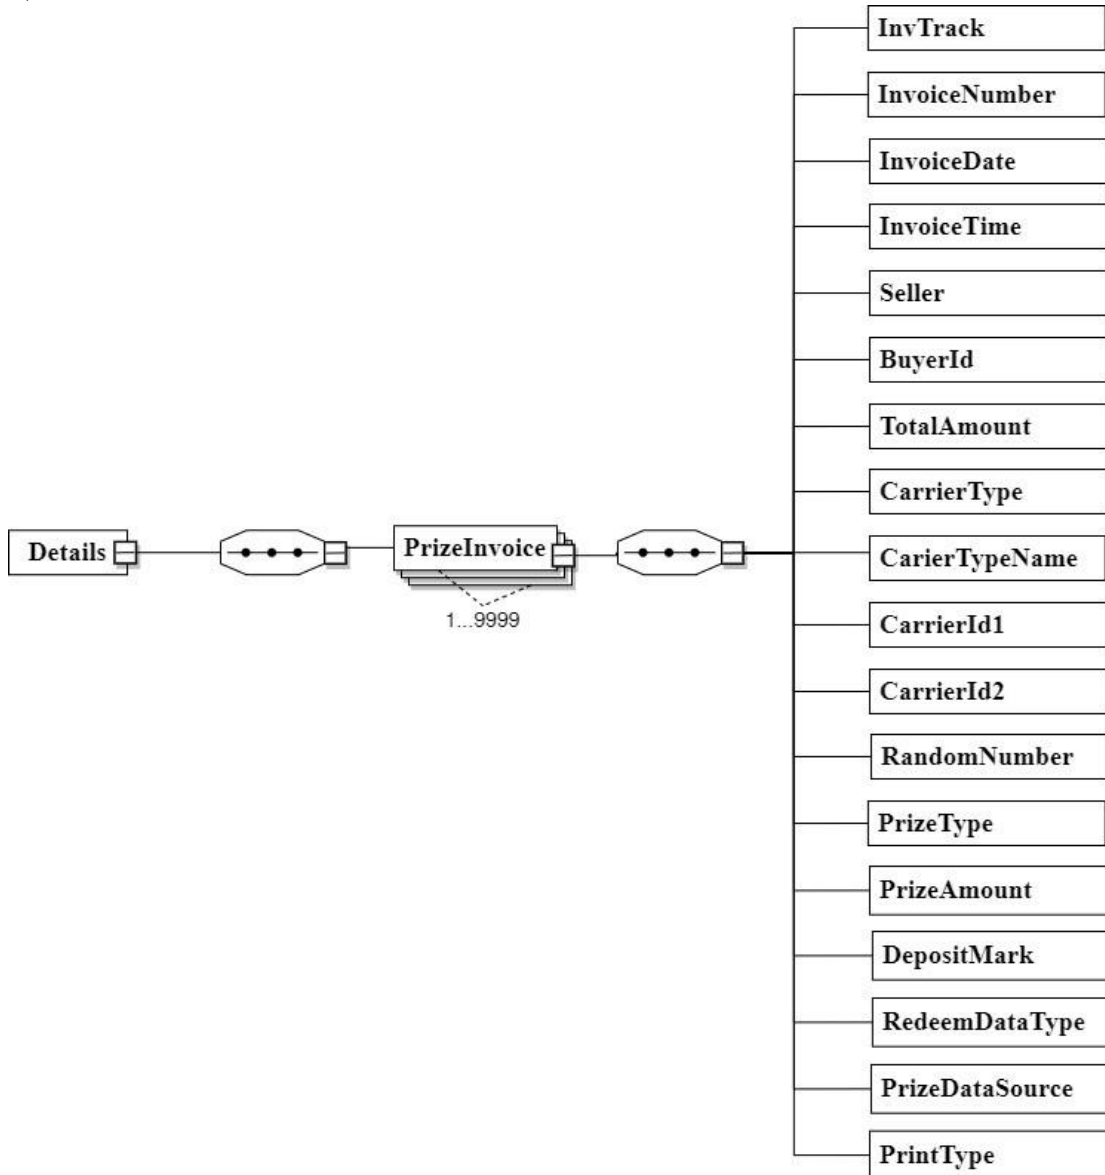 InvTrack
InvoiceNumber
InvoiceDate
InvoiceTime
Seller
BuyerId
TotalAmount
CarrierType
Details
PrizeInvoice
1...9999
CarierTypeName
CarrierId1
CarrierId2
RandomNumber
PrizeType
PrizeAmount
DepositMark
RedeemDataType
PrizeDataSource
PrintType